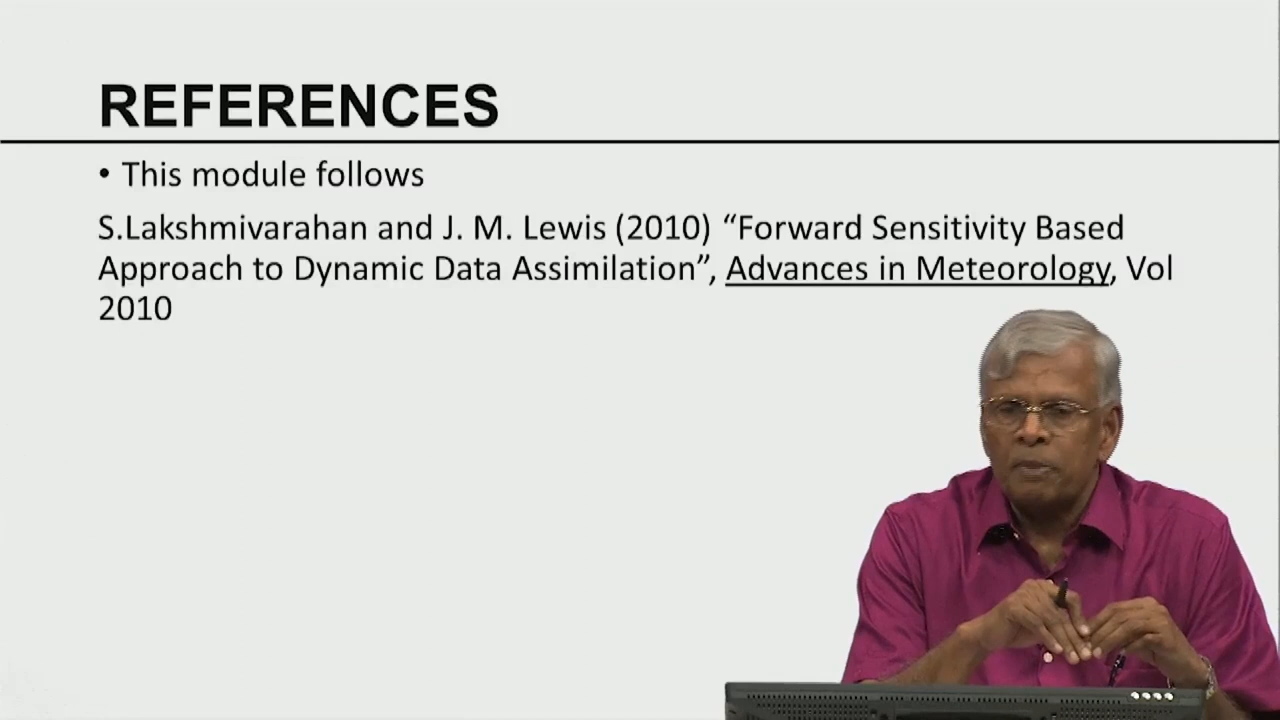 REFERENCES
• This module follows
S.Lakshmivarahan and J. M. Lewis (2010) “Forward Sensitivity Based
Approach to Dynamic Data Assimilation”, Advances in Meteorology, Vol
2010